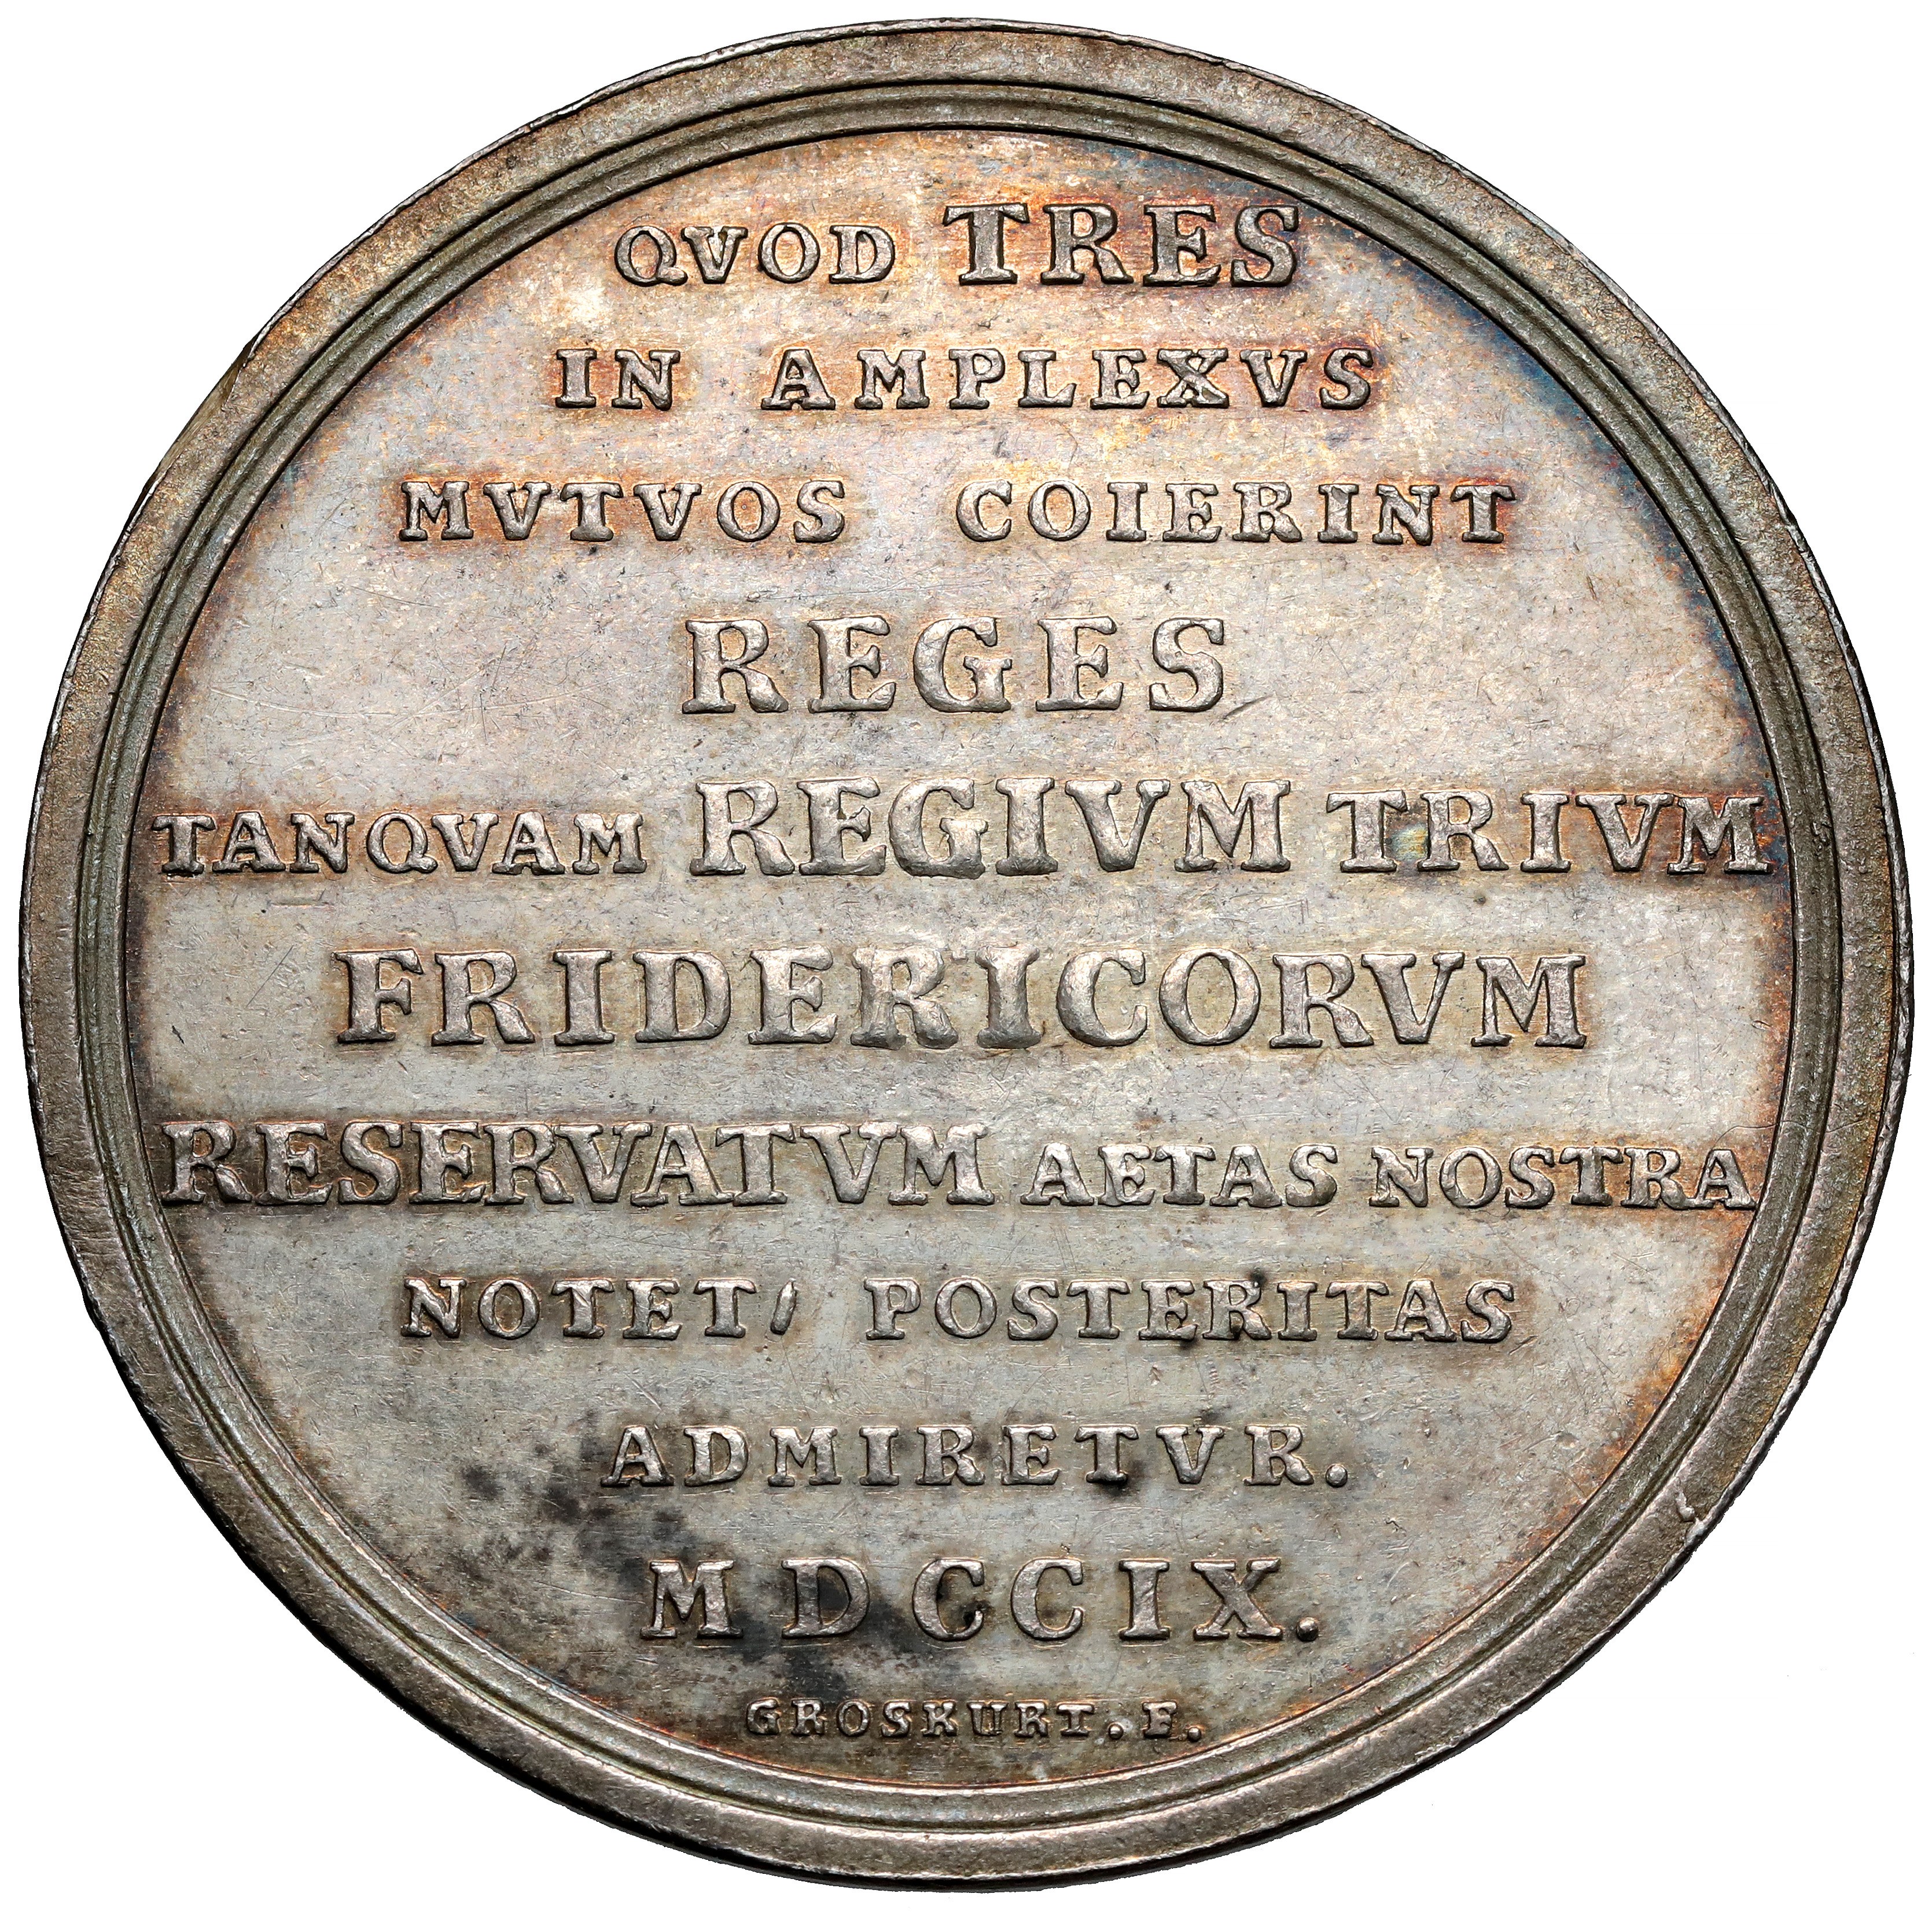 QVOD TRES
IN AMPLEXVS
MVTVOS COIERINT
REGES
TANQVAM REGIVM TRIVM
FRIDERICORVM
RESERVATVM AETAS NOSTRA
NOTET, POSTERITAS
ADMIRETVR.
MDCCIX.
GROSKURT. F.